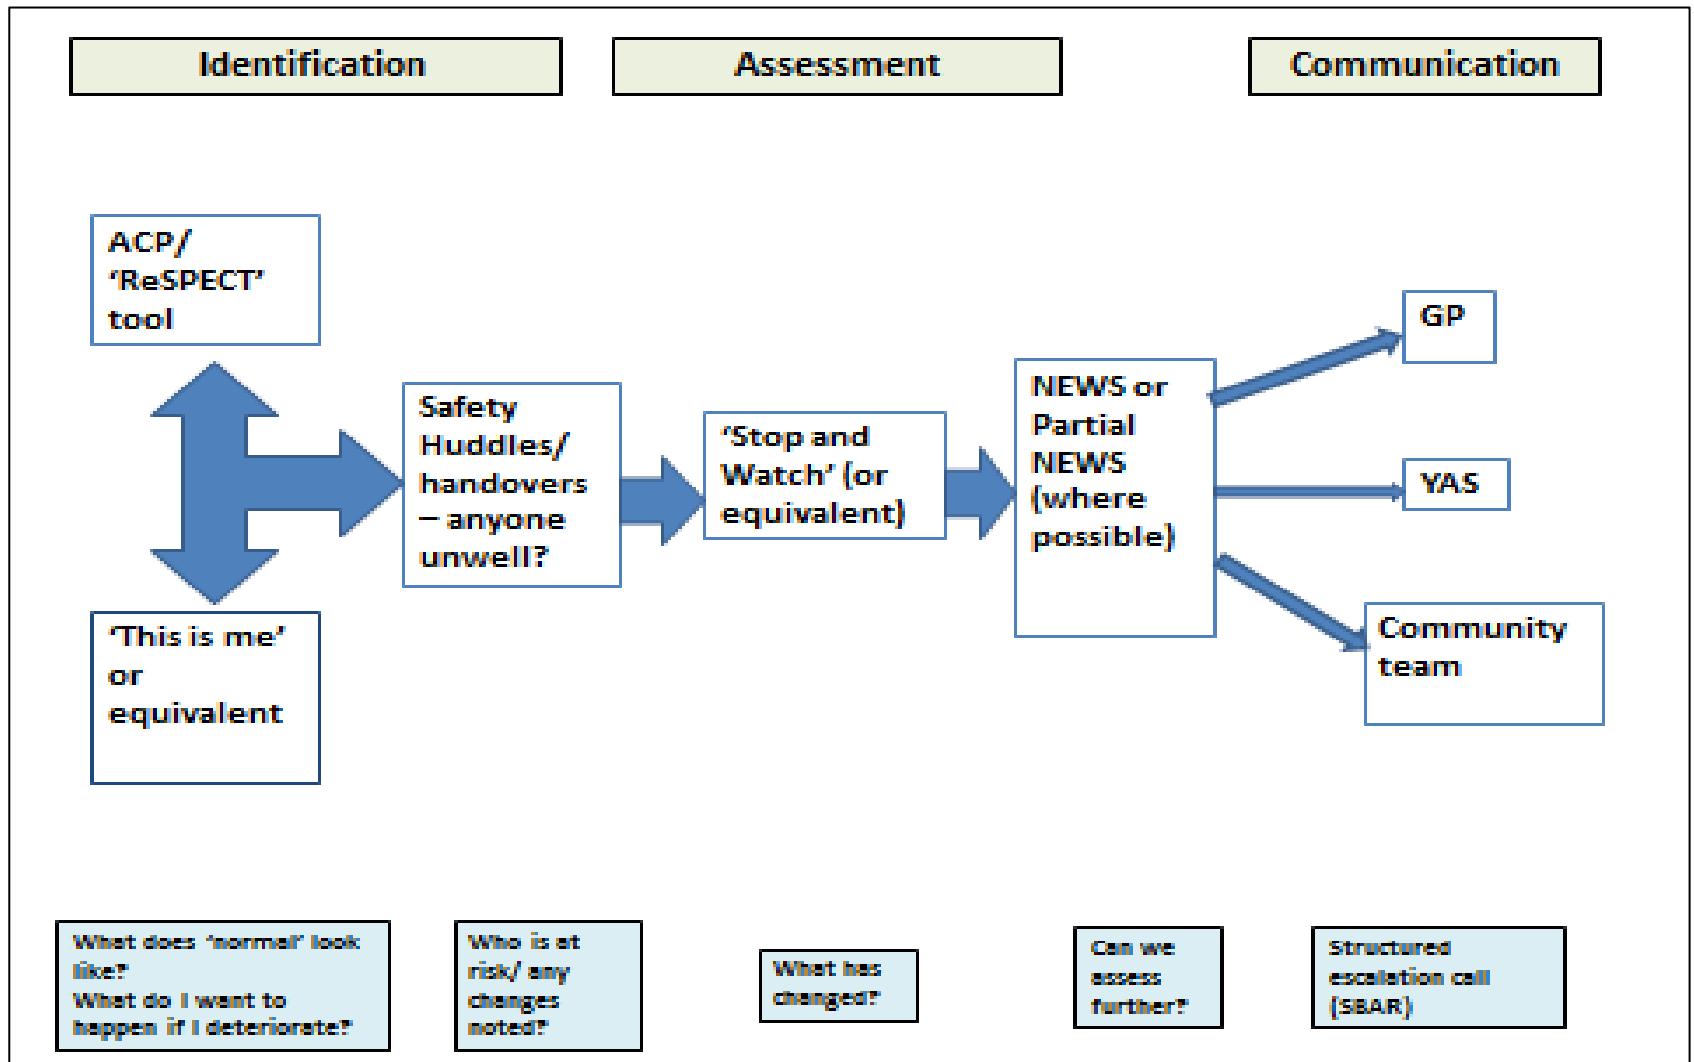 Identification
Assessment
Communication
ACP/
‘ReSPECT’
tool
‘This is me’
or
equivalent
Safety
Huddles/
handovers
– anyone
unwell?
‘Stop and
Watch’ (or
equivalent)
NEWS or
Partial
NEWS
(where
possible)
GP
YAS
Community
team
What does ‘normal’ look
like?
What do I want to
happen if I deteriorate?
Who is at
risk/ any
changes
noted?
What has
changed?
Can we
assess
further?
Structured
escalation call
(SBAR)